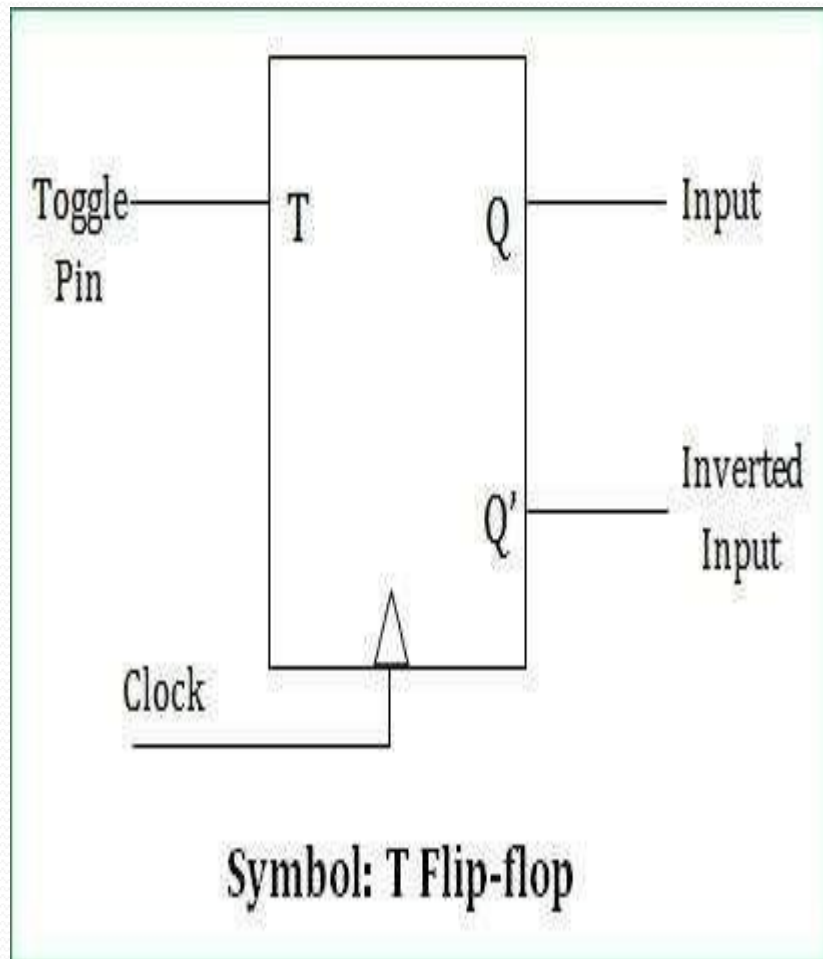 Toggle
Pin
T
Q
Input
Q'
Inverted
Input
Clock
Symbol: T Flip-flop